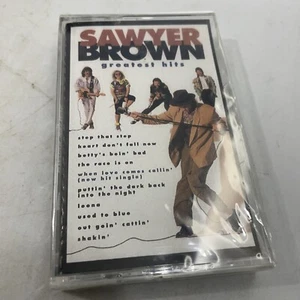 SAWYER
BROWN
greatest hits
step that step
heart don't fall now
betty's bein' bad
the race is on
when love comes callin'
(new hit single)
puttin' the dark back
into the night
leona
used to blue
out goin' cattin'
shakin'